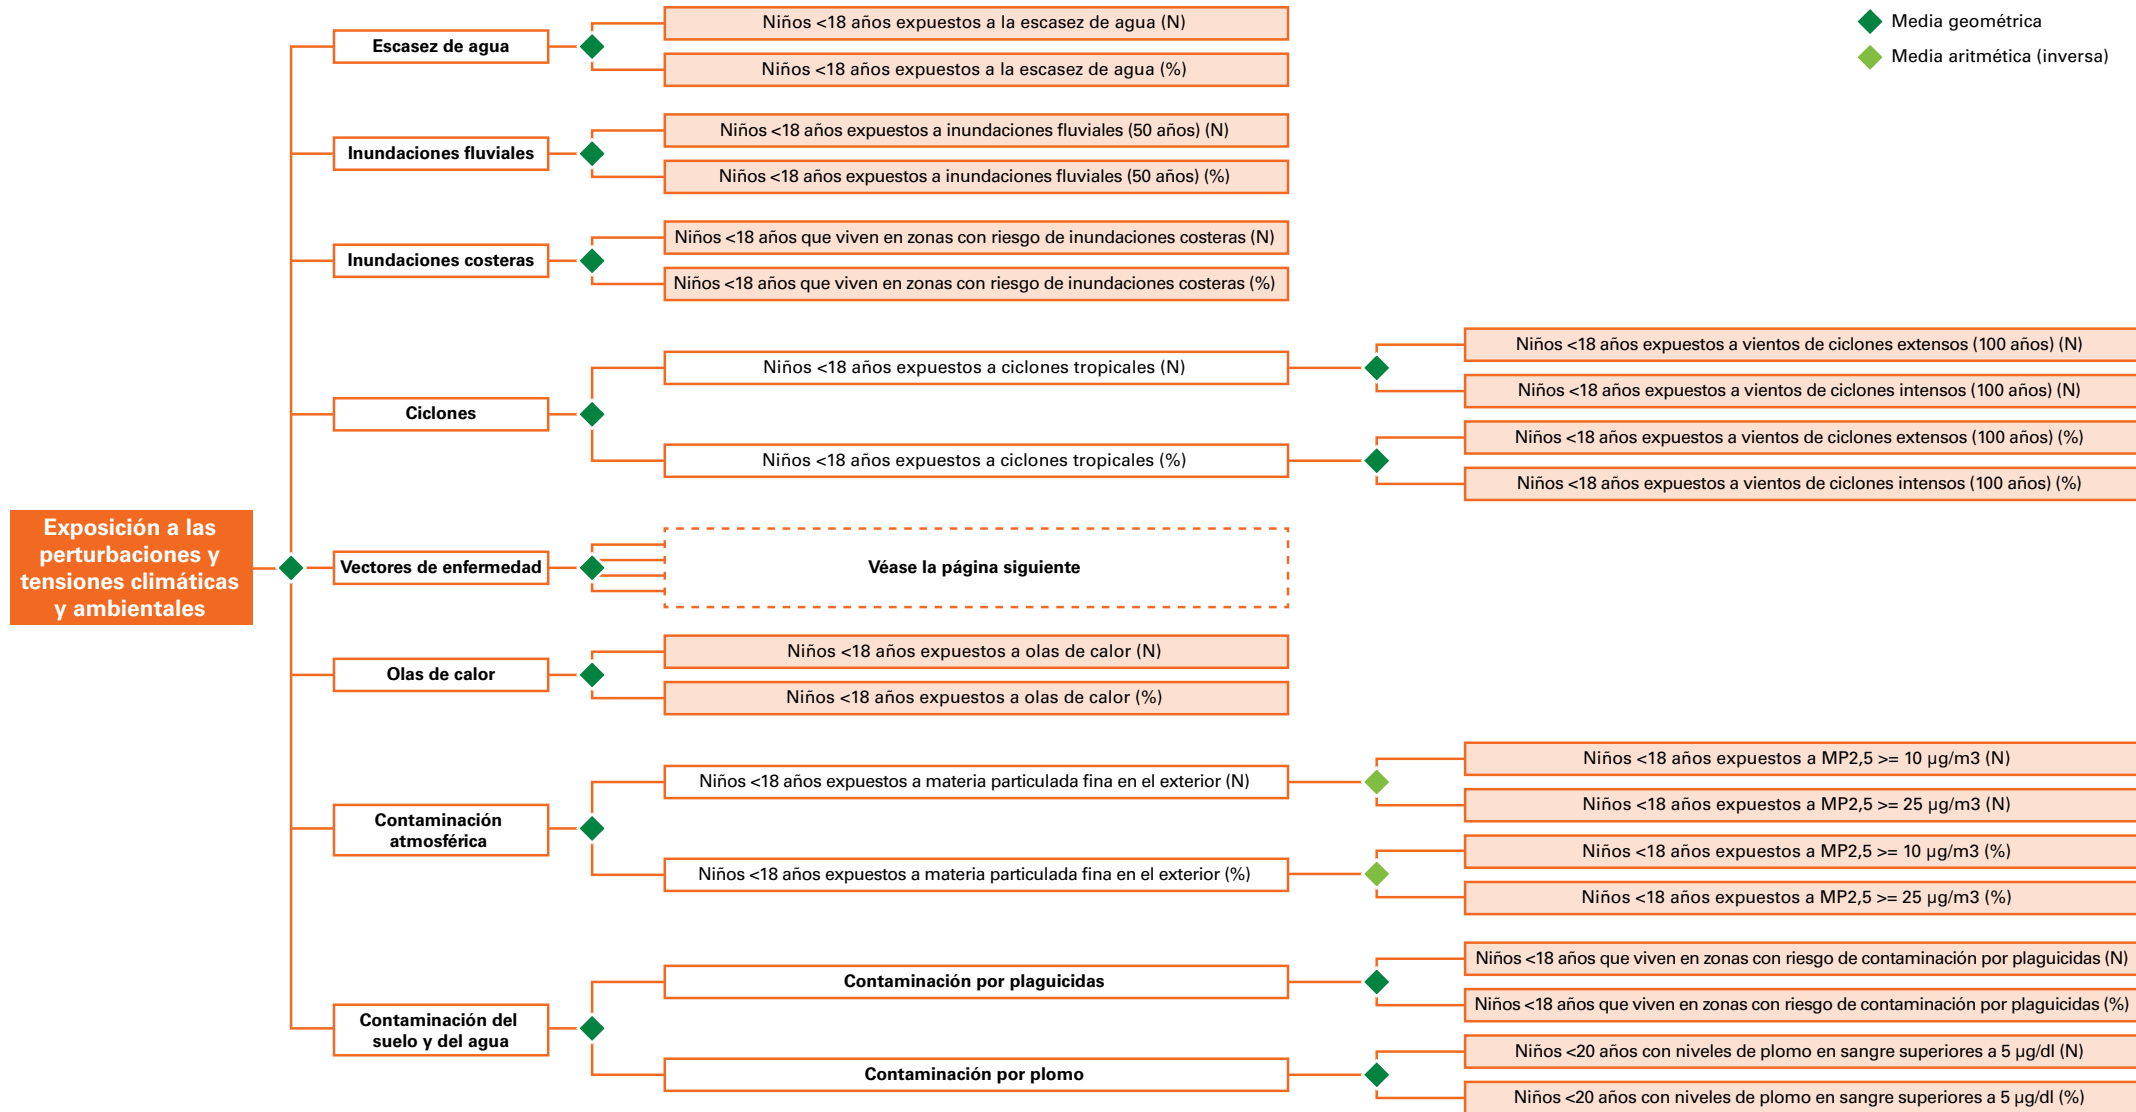 Media geométrica
Media aritmética (inversa)
Exposición a las
perturbaciones y
tensiones climáticas
y ambientales
Escasez de agua
Niños <18 años expuestos a la escasez de agua (N)
Niños <18 años expuestos a la escasez de agua (%)
Inundaciones fluviales
Niños <18 años expuestos a inundaciones fluviales (50 años) (N)
Niños <18 años expuestos a inundaciones fluviales (50 años) (%)
Inundaciones costeras
Niños <18 años que viven en zonas con riesgo de inundaciones costeras (N)
Niños <18 años que viven en zonas con riesgo de inundaciones costeras (%)
Ciclones
Niños <18 años expuestos a ciclones tropicales (N)
Niños <18 años expuestos a vientos de ciclones extensos (100 años) (N)
Niños <18 años expuestos a vientos de ciclones intensos (100 años) (N)
Niños <18 años expuestos a ciclones tropicales (%)
Niños <18 años expuestos a vientos de ciclones extensos (100 años) (%)
Niños <18 años expuestos a vientos de ciclones intensos (100 años) (%)
Vectores de enfermedad
Véase la página siguiente
Olas de calor
Niños <18 años expuestos a olas de calor (N)
Niños <18 años expuestos a olas de calor (%)
Contaminación
atmosférica
Niños <18 años expuestos a materia particulada fina en el exterior (N)
Niños <18 años expuestos a MP2,5 >= 10 µg/m3 (N)
Niños <18 años expuestos a MP2,5 >= 25 µg/m3 (N)
Niños <18 años expuestos a materia particulada fina en el exterior (%)
Niños <18 años expuestos a MP2,5 >= 10 µg/m3 (%)
Niños <18 años expuestos a MP2,5 >= 25 µg/m3 (%)
Contaminación del
suelo y del agua
Contaminación por plaguicidas
Niños <18 años que viven en zonas con riesgo de contaminación por plaguicidas (N)
Niños <18 años que viven en zonas con riesgo de contaminación por plaguicidas (%)
Contaminación por plomo
Niños <20 años con niveles de plomo en sangre superiores a 5 µg/dl (N)
Niños <20 años con niveles de plomo en sangre superiores a 5 µg/dl (%)